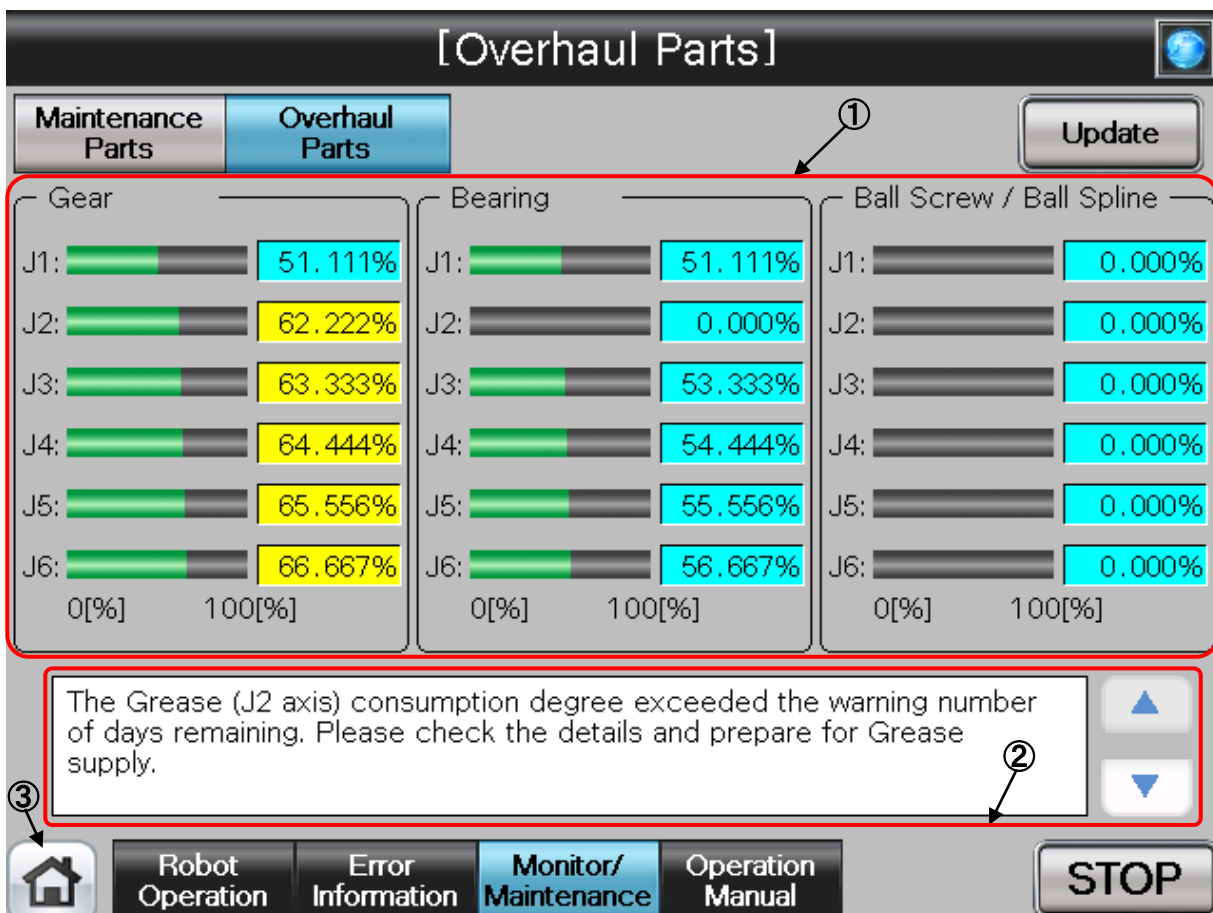 [Overhaul Parts]
Maintenance
Parts
Overhaul
Parts
①
Update
Gear
J1: 51.111%
J2: 62.222%
J3: 63.333%
J4: 64.444%
J5: 65.556%
J6: 66.667%
0[%] 100[%]
Bearing
J1: 51.111%
J2: 0.000%
J3: 53.333%
J4: 54.444%
J5: 55.556%
J6: 56.667%
0[%] 100[%]
Ball Screw / Ball Spline
J1: 0.000%
J2: 0.000%
J3: 0.000%
J4: 0.000%
J5: 0.000%
J6: 0.000%
0[%] 100[%]
The Grease (J2 axis) consumption degree exceeded the warning number
of days remaining. Please check the details and prepare for Grease
supply.
②
③
Robot
Operation
Error
Information
Monitor/
Maintenance
Operation
Manual
STOP